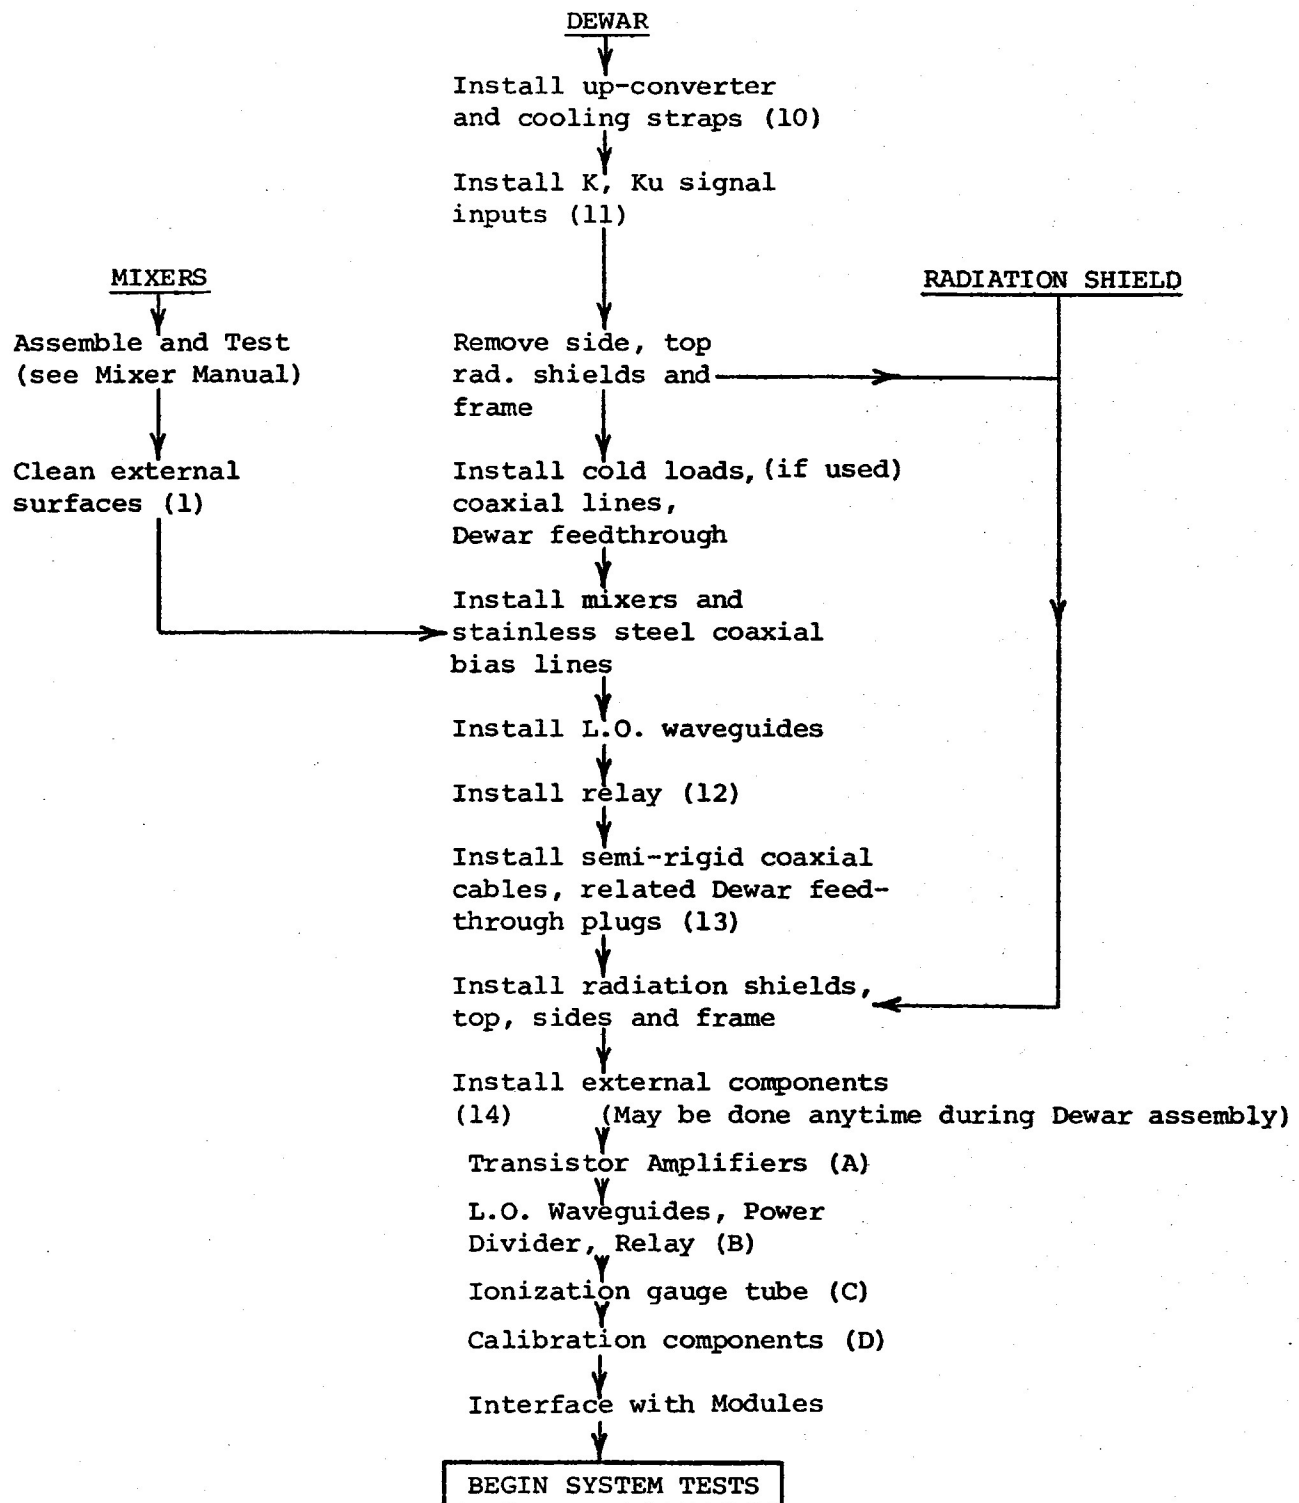 DEWAR
Install up-converter
and cooling straps (10)
Install K, Ku signal
inputs (11)
MIXERS
RADIATION SHIELD
Assemble and Test
(see Mixer Manual)
Remove side, top
rad. shields and
frame
Clean external
surfaces (1)
Install cold loads, (if used)
coaxial lines,
Dewar feedthrough
Install mixers and
stainless steel coaxial
bias lines
Install L.O. waveguides
Install relay (12)
Install semi-rigid coaxial
cables, related Dewar feed-
through plugs (13)
Install radiation shields,
top, sides and frame
Install external components
(14) (May be done anytime during Dewar assembly)
Transistor Amplifiers (A)
L.O. Waveguides, Power
Divider, Relay (B)
Ionization gauge tube (C)
Calibration components (D)
Interface with Modules
BEGIN SYSTEM TESTS